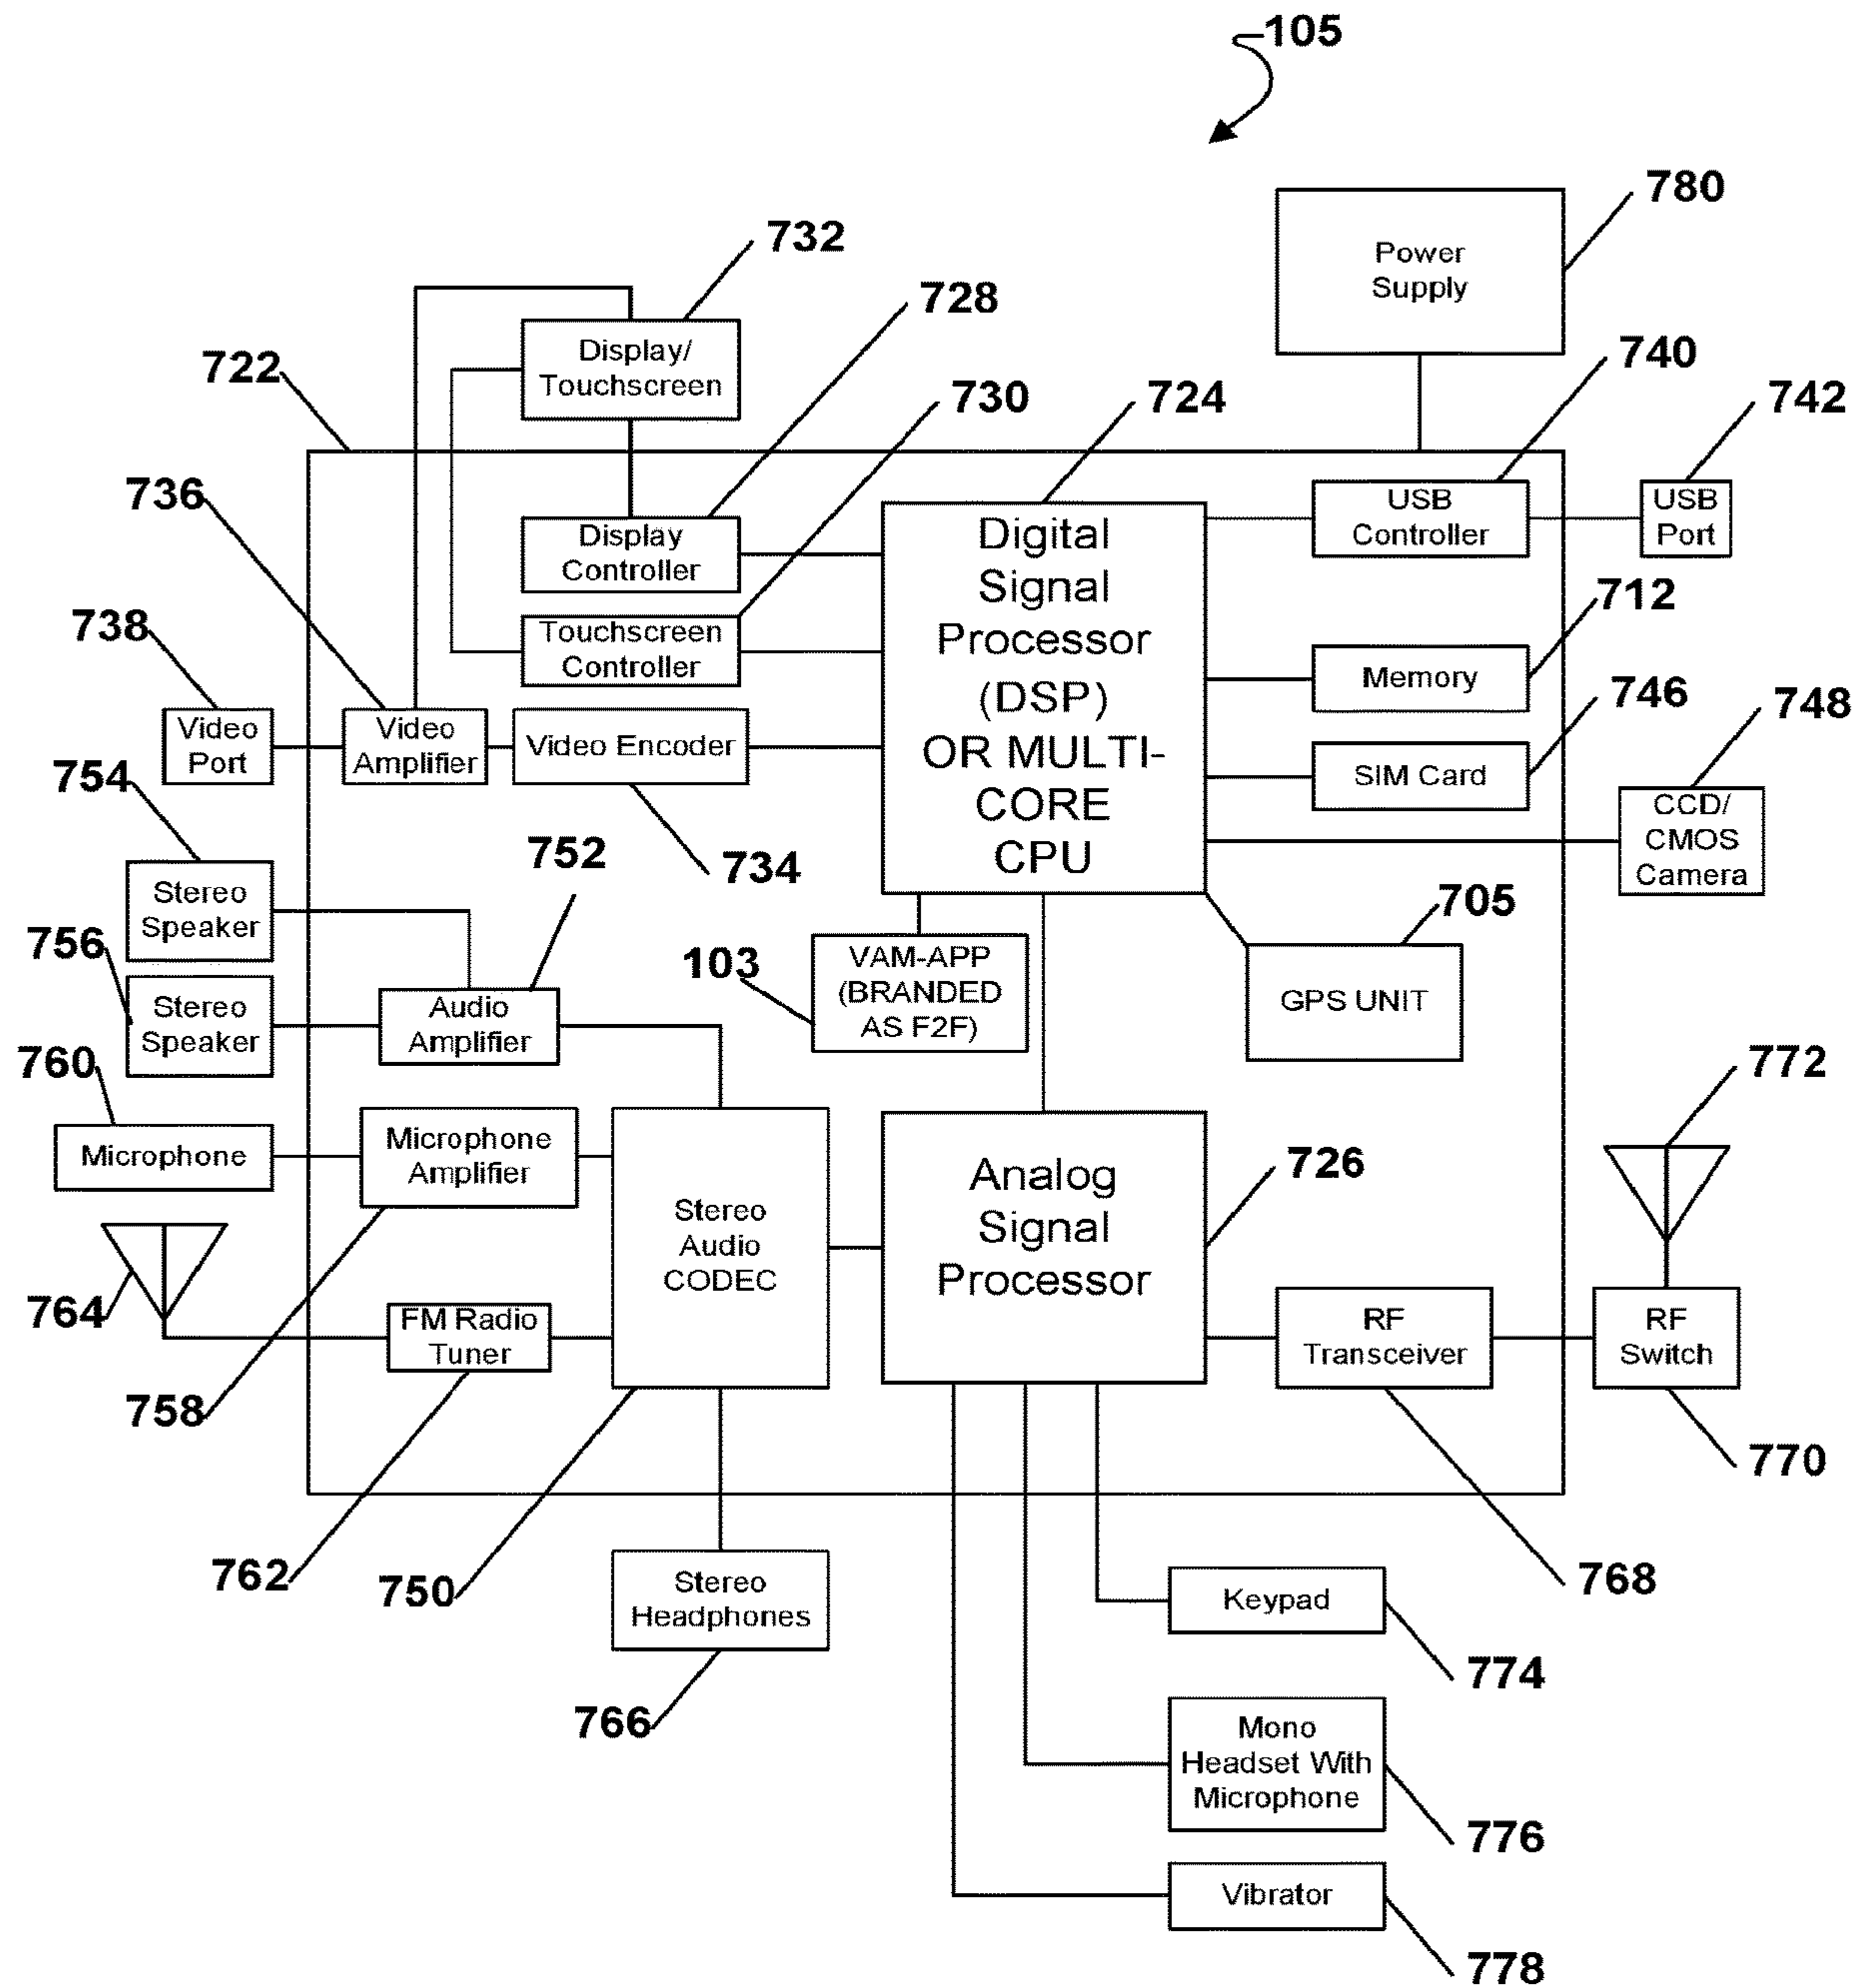 105
780
Power
Supply
732
728
Display/
Touchscreen
722
740
730
724
742
736
USB
Controller
USB
Port
Digital
Signal
Processor
(DSP)
OR MULTI-
CORE
CPU
Display
Controller
712
738
Touchscreen
Controller
Memory
746
748
Video
Port
Video
Amplifier
Video Encoder
SIM Card
754
CCD/
CMOS
Camera
752
734
Stereo
Speaker
705
756
103
VAM-APP
(BRANDED
AS F2F)
GPS UNIT
Stereo
Speaker
Audio
Amplifier
760
772
Microphone
Microphone
Amplifier
726
Analog
Signal
Processor
Stereo
Audio
CODEC
764
FM Radio
Tuner
RF
Transceiver
RF
Switch
758
770
762
750
Stereo
Headphones
768
Keypad
774
766
Mono
Headset With
Microphone
776
Vibrator
778